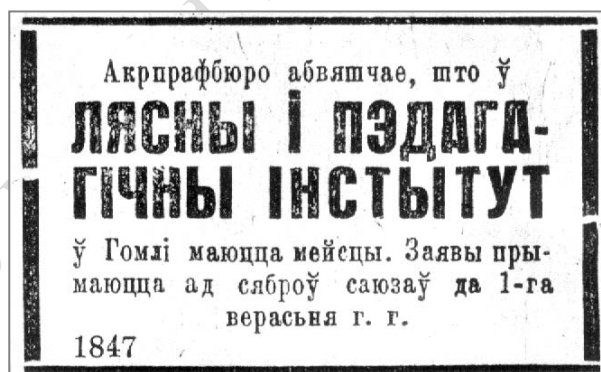 Акрпрафбюро абвяшчае, што ў
ЛЯСНЫ І ПЭДАГА-
ГІЧНЫ ІНСТЫТУТ
ў Гомлі маюцца мейсцы. Заявы пры-
маюцца ад сяброў саюзаў да 1-га
верасьня г. г.
1847